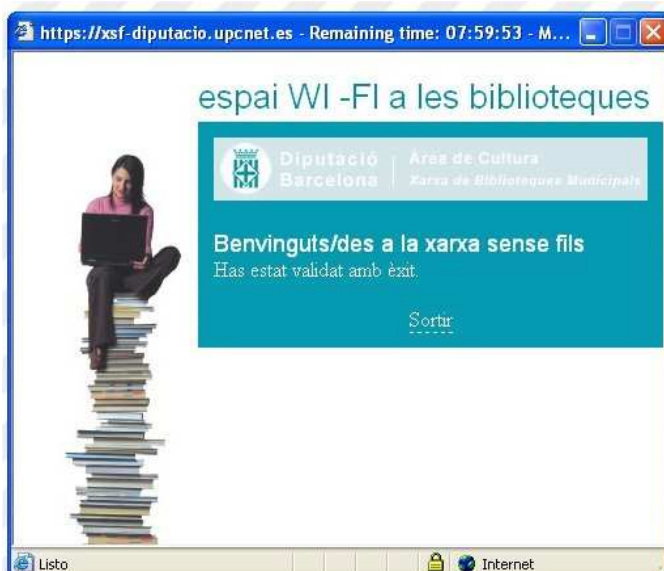 https://xsf-diputacio.upcnet.es - Remaining time: 07:59:53 - M...
espai WI -FI a les biblioteques
Diputació
Barcelona
Àrea de Cultura
Xarxa de Biblioteques Municipals
Benvinguts/des a la xarxa sense fils
Has estat validat amb èxit.
Sortir
Listo
Internet